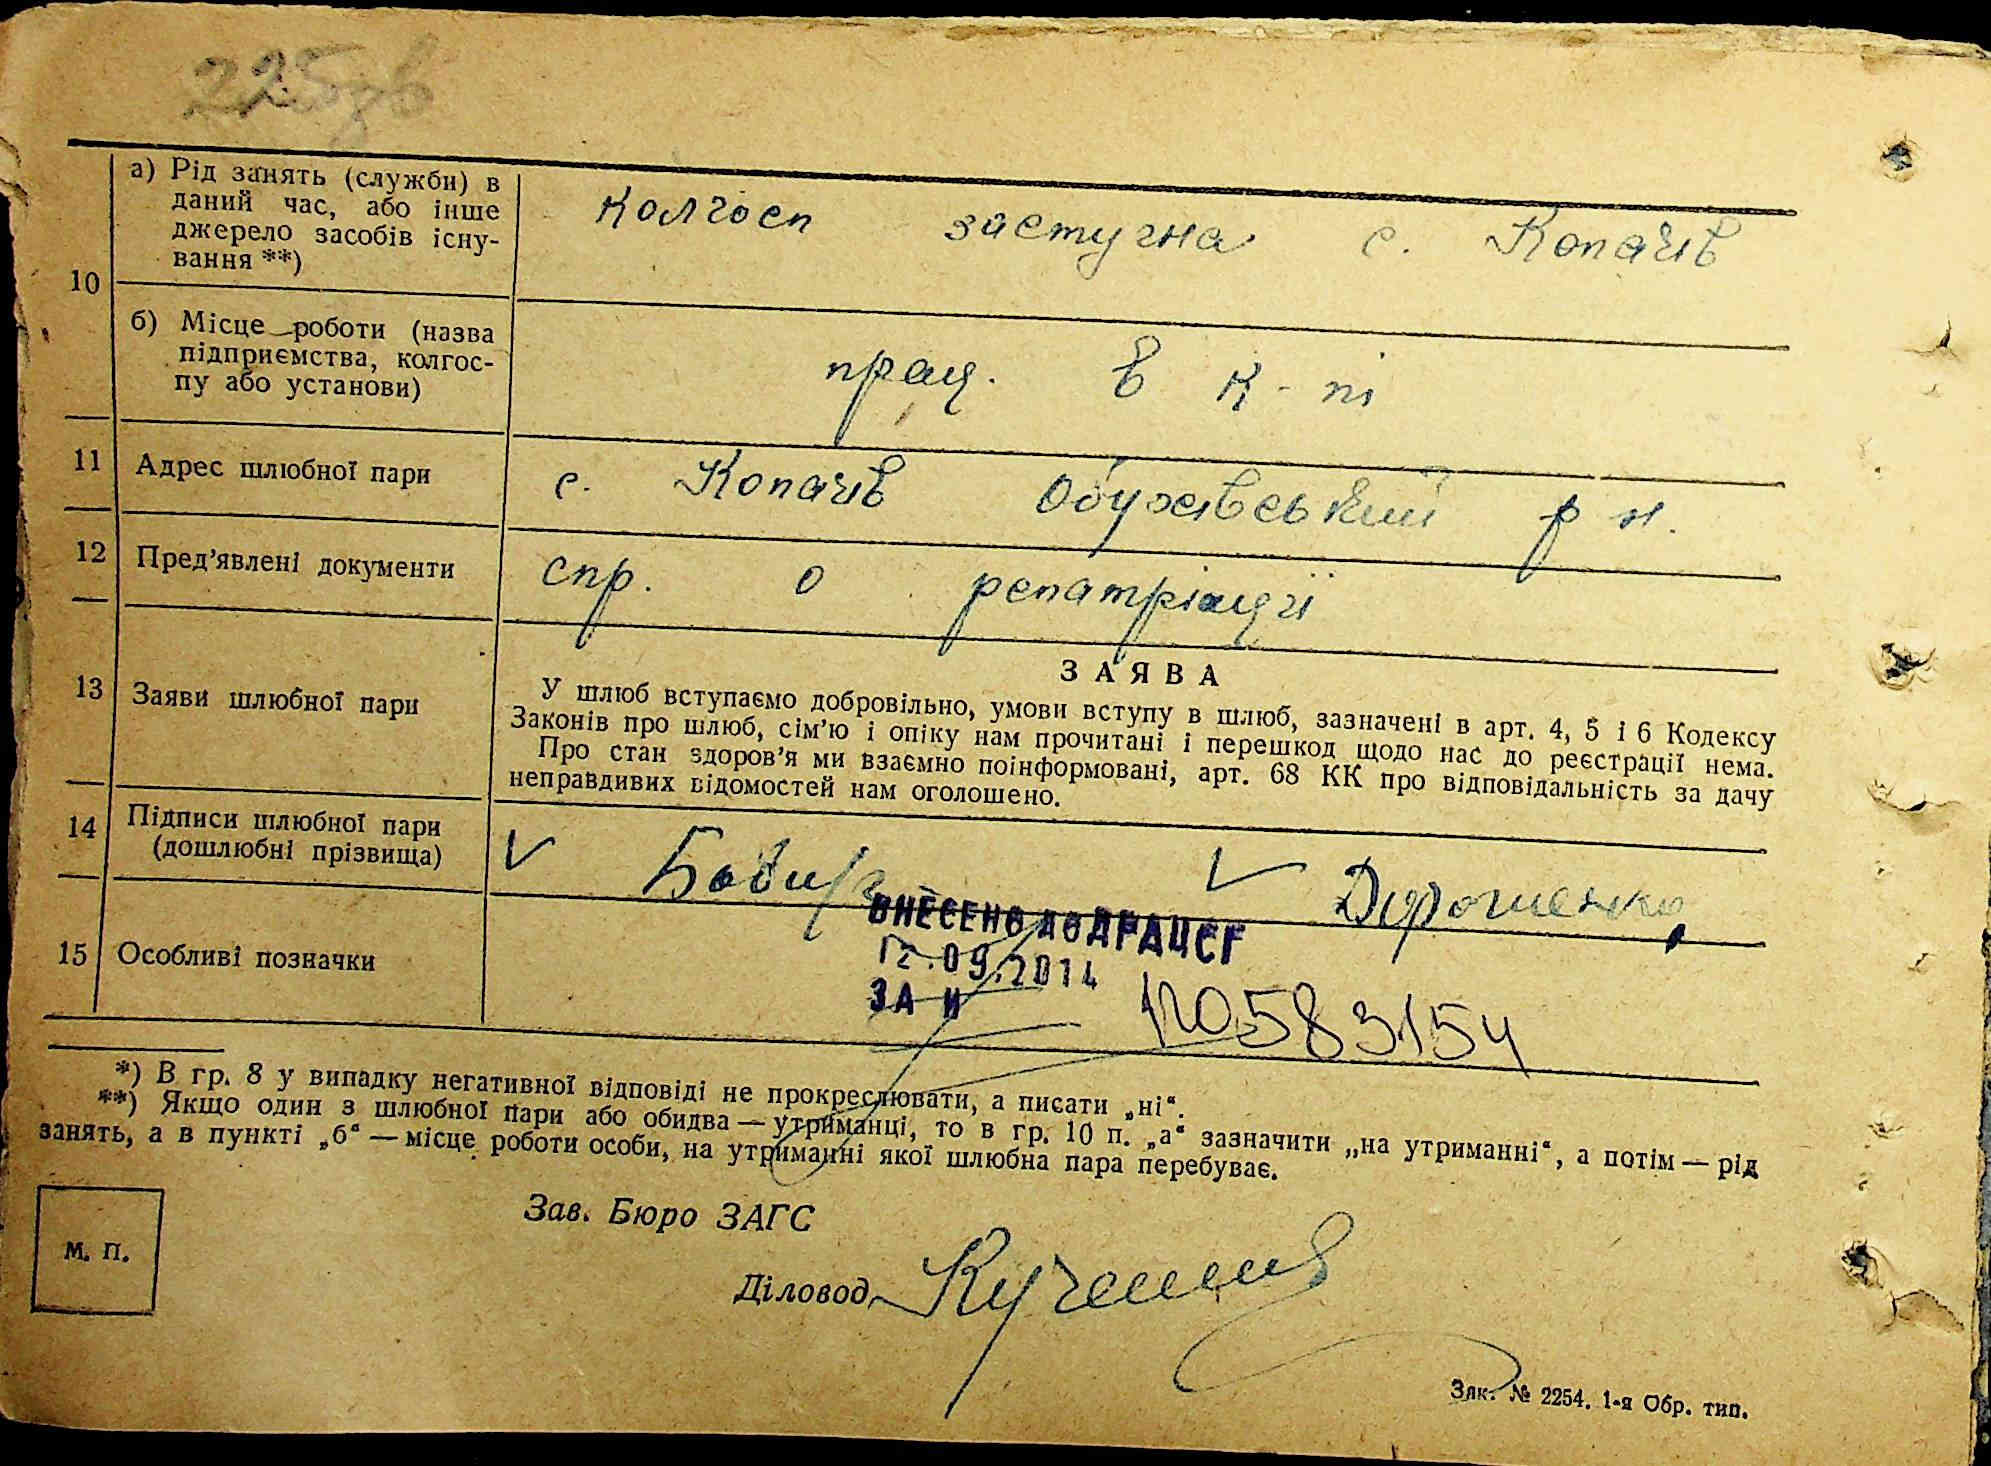 а) Рід занять (служби) в
даний час, або інше
джерело засобів існу-
вання **)
колгосп с. Копачів
10
б) Місце роботи (назва
підприємства, колгос-
пу або установи)
прац. в к-пі
11 Адрес шлюбної пари с. Копачів Обухівський р н.
12 Пред’явлені документи спр. о репатріації
13 Заяви шлюбної пари
ЗАЯВА
У шлюб вступаємо добровільно, умови вступу в шлюб, зазначені в арт. 4, 5 і 6 Кодексу
Законів про шлюб, сім’ю і опіку нам прочитані і перешкод щодо нас до реєстрації нема.
Про стан здоров’я ми взаємно поінформовані, арт. 68 КК про відповідальність за дачу
неправдивих відомостей нам оголошено.
14 Підписи шлюбної пари
(дошлюбні прізвища)
Дорошенко
ВНЕСЕНО ДО ДРАЦСГ
12.09.2014
ЗА №
120583154
15 Особливі позначки
*) В гр. 8 у випадку негативної відповіді не прокреслювати, а писати „ні“.
**) Якщо один з шлюбної пари або обидва — утриманці, то в гр. 10 п. „а“ зазначити „на утриманні“, а потім — рід
занять, а в пункті „б“ — місце роботи особи, на утриманні якої шлюбна пара перебуває.
М. П.
Зав. Бюро ЗАГС
Діловод
Зак. № 2254. 1-я Обр. тип.